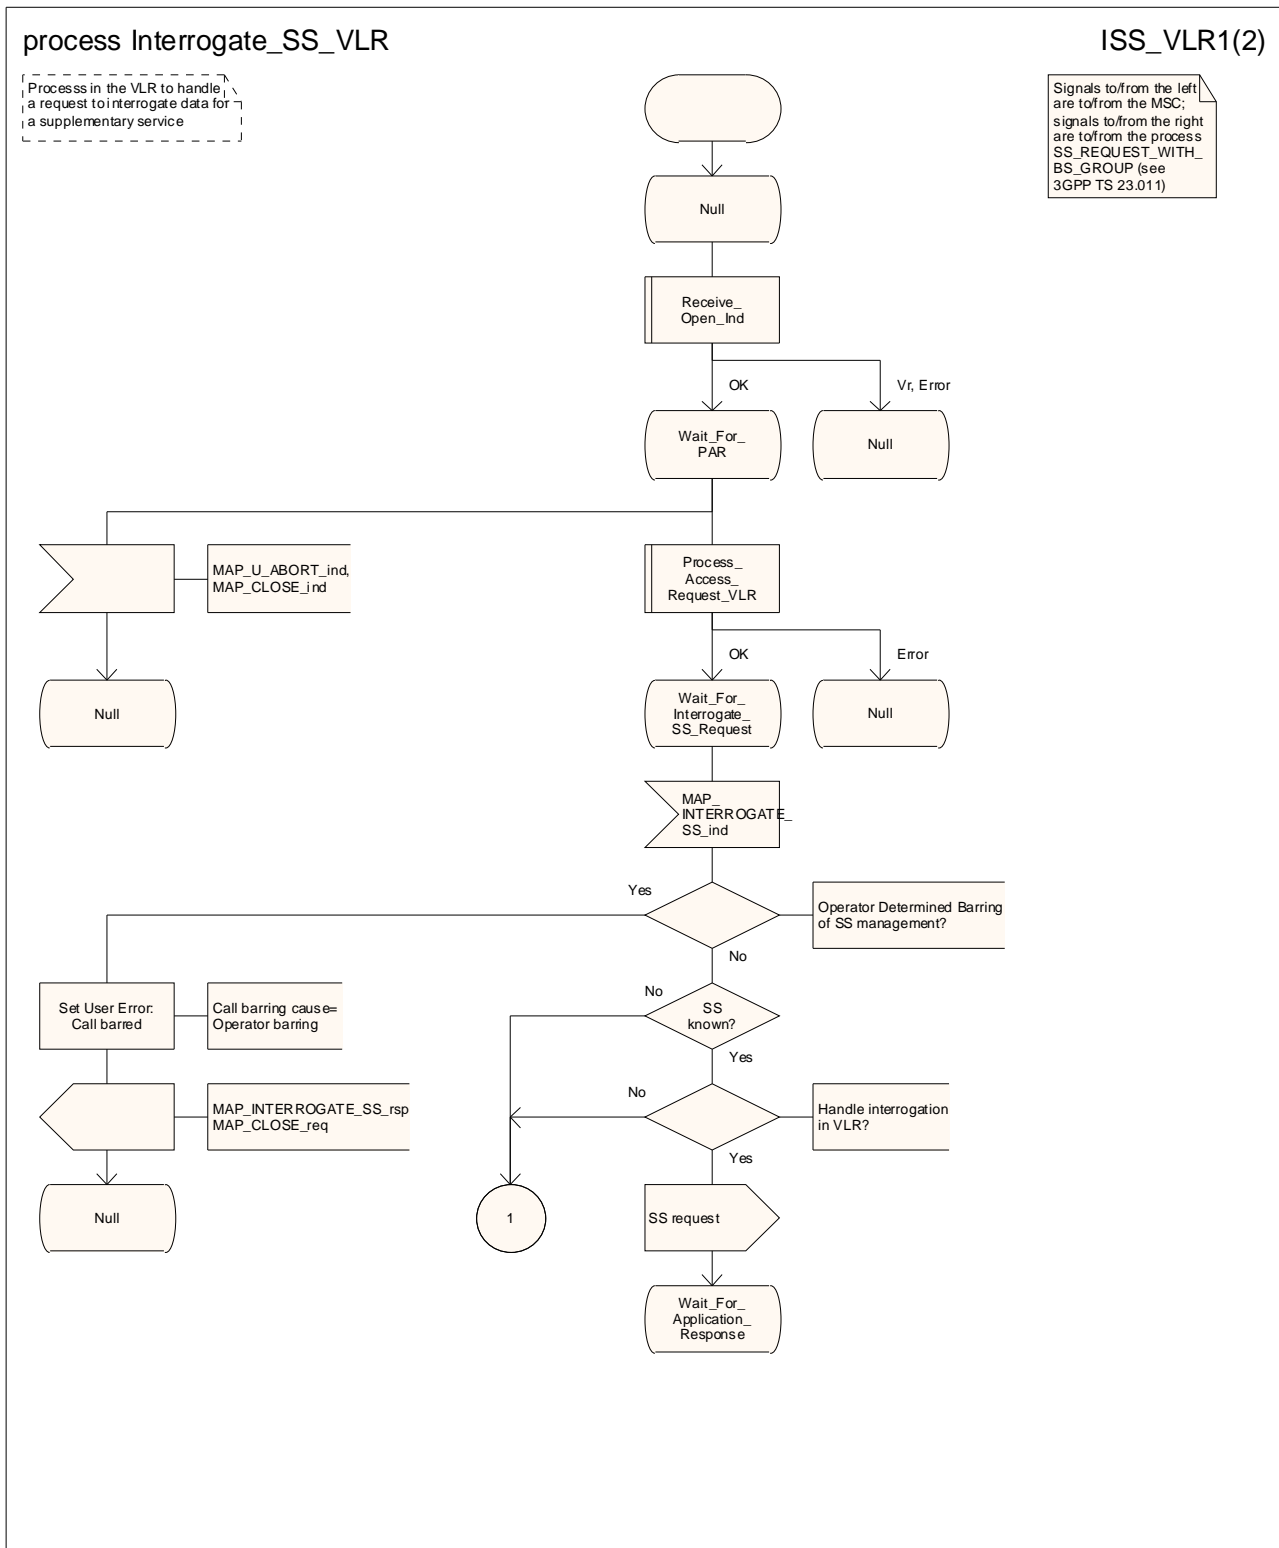 process Interrogate_SS_VLR
ISS_VLR1(2)
Processs in the VLR to handle
a request to interrogate data for
a supplementary service
Signals to/from the left
are to/from the MSC;
signals to/from the right
are to/from the process
SS_REQUEST_WITH_
BS_GROUP (see
3GPP TS 23.011)
Null
Receive_
Open_Ind
OK
Vr, Error
Wait_For_
PAR
Null
MAP_U_ABORT_ind,
MAP_CLOSE_ind
Process_
Access_
Request_VLR
OK
Error
Null
Wait_For_
Interrogate_
SS_Request
Null
MAP_
INTERROGATE_
SS_ind
Yes
Operator Determined Barring
of SS management?
No
Set User Error:
Call barred
Call barring cause=
Operator barring
No
SS
known?
Yes
MAP_INTERROGATE_SS_rsp
MAP_CLOSE_req
No
Handle interrogation
in VLR?
Yes
Null
1
SS request
Wait_For_
Application_
Response